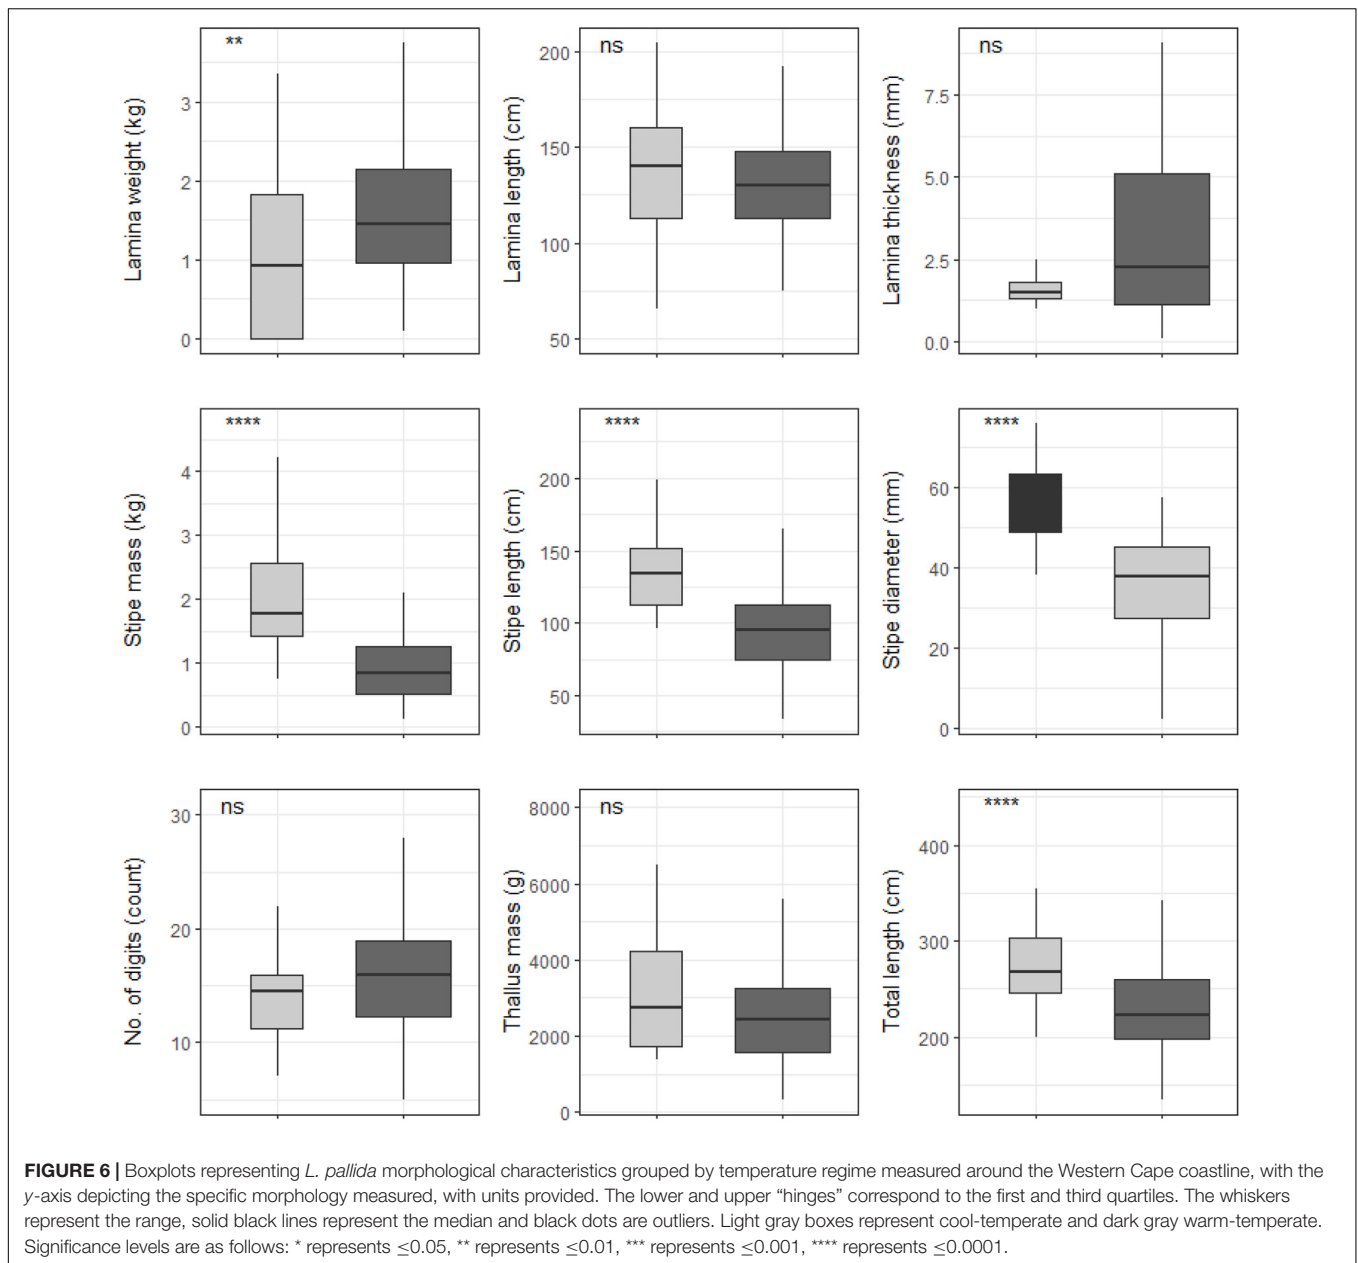 **
Lamina weight (kg)
3
2
1
0
ns
Lamina length (cm)
200
150
100
50
ns
Lamina thickness (mm)
7.5
5.0
2.5
0.0
****
Stipe mass (kg)
4
3
2
1
0
****
Stipe length (cm)
200
150
100
50
****
Stipe diameter (mm)
60
40
20
0
ns
No. of digits (count)
30
20
10
ns
Thallus mass (g)
8000
6000
4000
2000
0
****
Total length (cm)
400
300
200
FIGURE 6 | Boxplots representing L. pallida morphological characteristics grouped by temperature regime measured around the Western Cape coastline, with the
y-axis depicting the specific morphology measured, with units provided. The lower and upper “hinges” correspond to the first and third quartiles. The whiskers
represent the range, solid black lines represent the median and black dots are outliers. Light gray boxes represent cool-temperate and dark gray warm-temperate.
Significance levels are as follows: * represents ≤0.05, ** represents ≤0.01, *** represents ≤0.001, **** represents ≤0.0001.